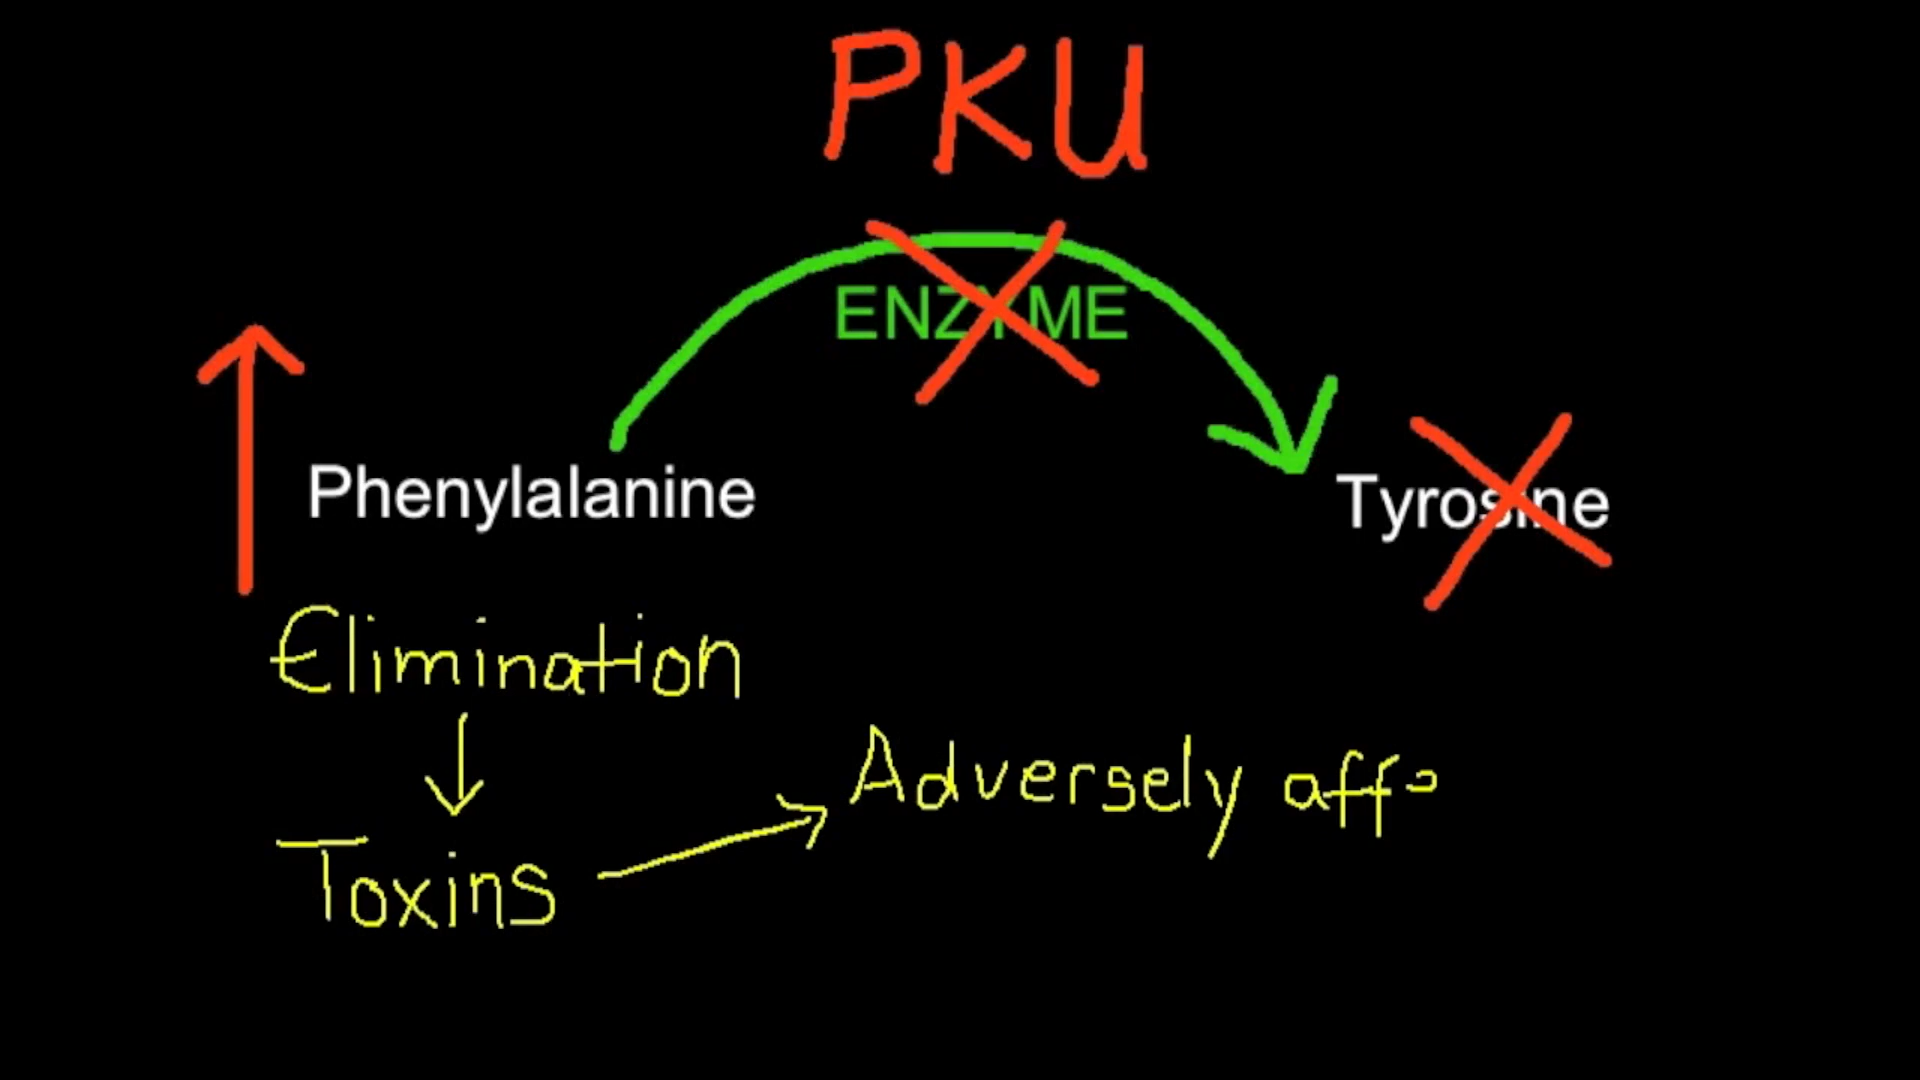 PKU
ENZYME
Phenylalanine
Tyrosine
Elimination
Adversely aff
Toxins